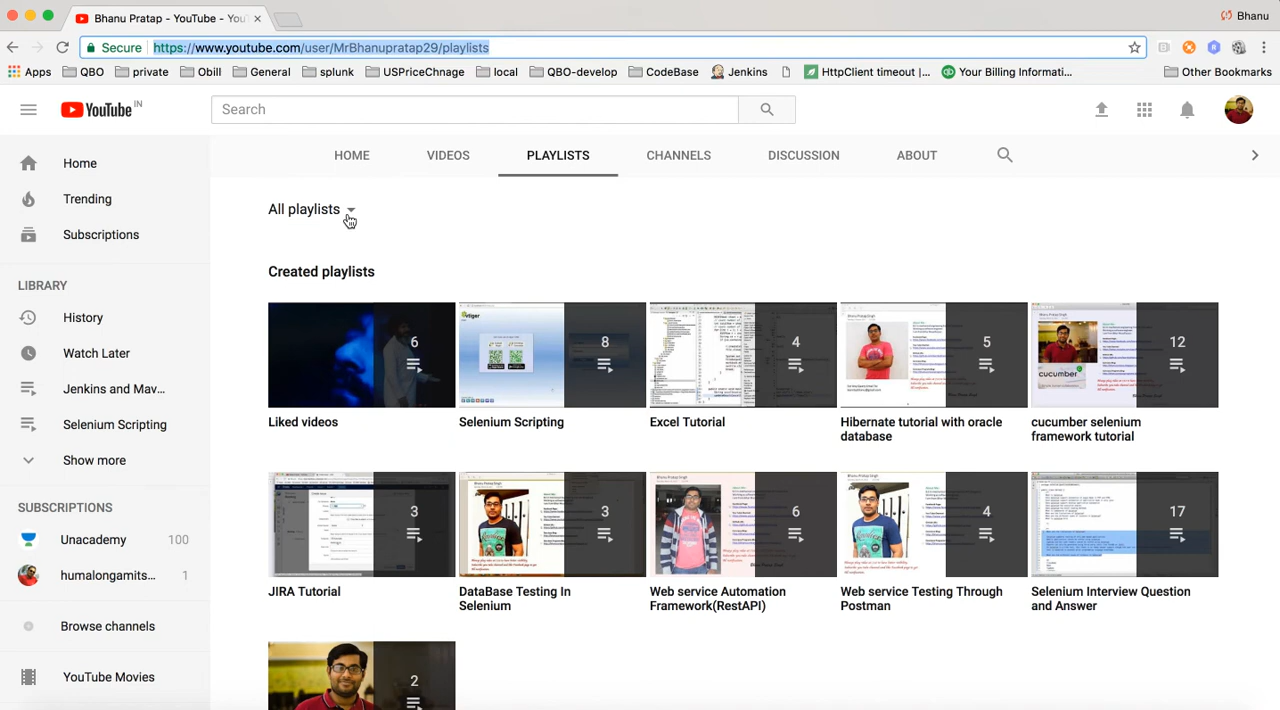 Bhanu Pratap - YouTube - You
Bhanu
Secure https://www.youtube.com/user/MrBhanupratap29/playlists
Apps QBO private Obill General splunk USPriceChnage local QBO-develop CodeBase Jenkins HttpClient timeout |... Your Billing Informati... Other Bookmarks
YouTube IN
Search
HOME VIDEOS PLAYLISTS CHANNELS DISCUSSION ABOUT
Home
Trending
Subscriptions
LIBRARY
History
Watch Later
Jenkins and Mav...
Selenium Scripting
Show more
SUBSCRIPTIONS
Unacademy 100
humalongamits... 1
Browse channels
YouTube Movies
All playlists
Created playlists
6
8
4
5
12
cucumber
Liked videos
Selenium Scripting
Excel Tutorial
Hibernate tutorial with oracle
database
cucumber selenium
framework tutorial
3
3
6
4
17
JIRA Tutorial
DataBase Testing In
Selenium
Web service Automation
Framework(RestAPI)
Web service Testing Through
Postman
Selenium Interview Question
and Answer
2